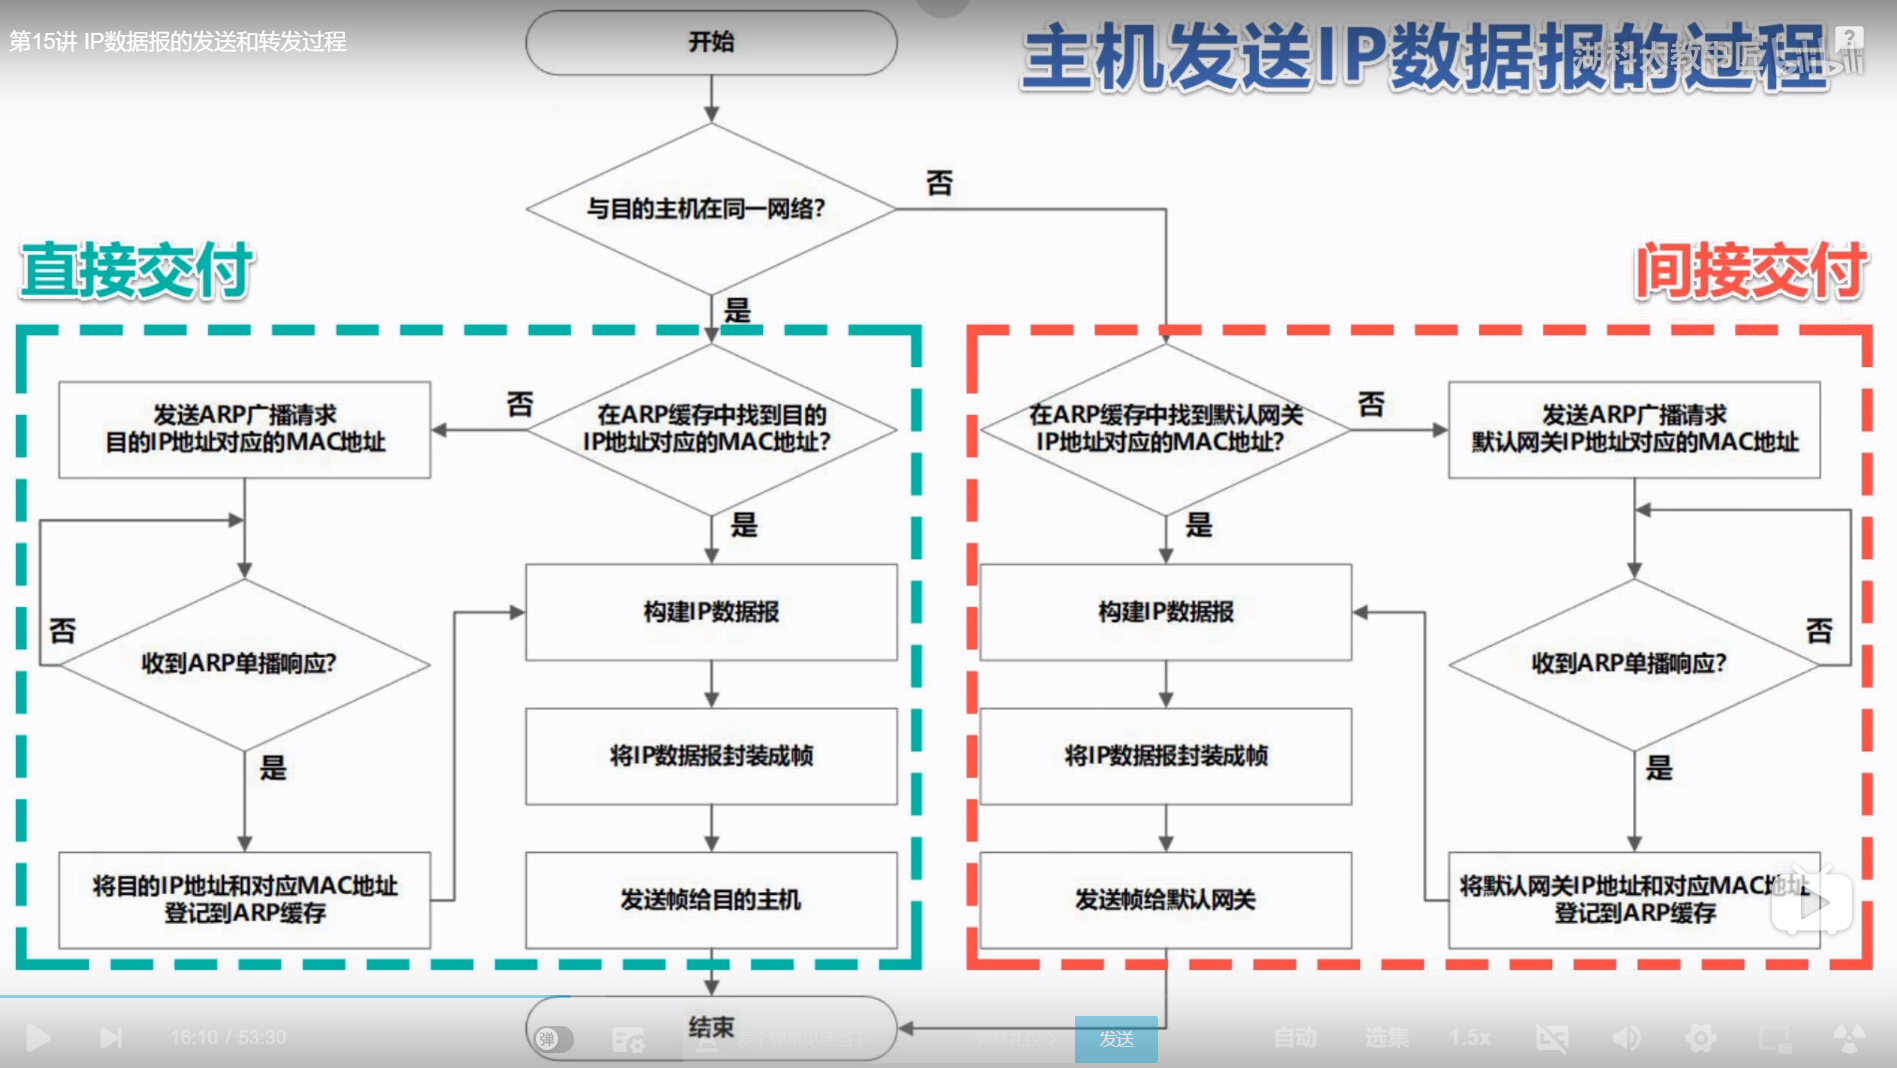 第15讲 IP数据报的发送和转发过程
开始
主机发送IP数据报的过程
湖科大教书匠
bilibili
与目的主机在同一网络?
否
是
直接交付
间接交付
发送ARP广播请求
目的IP地址对应的MAC地址
否
在ARP缓存中找到目的
IP地址对应的MAC地址?
是
收到ARP单播响应?
否
是
将目的IP地址和对应MAC地址
登记到ARP缓存
构建IP数据报
将IP数据报封装成帧
发送帧给目的主机
在ARP缓存中找到默认网关
IP地址对应的MAC地址?
否
是
发送ARP广播请求
默认网关IP地址对应的MAC地址
收到ARP单播响应?
否
是
将默认网关IP地址和对应MAC地址
登记到ARP缓存
构建IP数据报
将IP数据报封装成帧
发送帧给默认网关
结束
16:10 / 53:30
弹
发个弹幕见证当下
弹幕礼仪
发送
自动
选集
1.5x